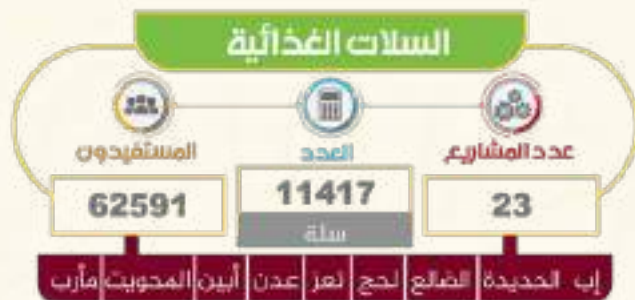 السلات الغذائية
عدد المشاريع العدد المستفيدون
23 11417 62591
سلة
إب الحديدة الضالع لحج تعز عدن أبين المحويت مأرب